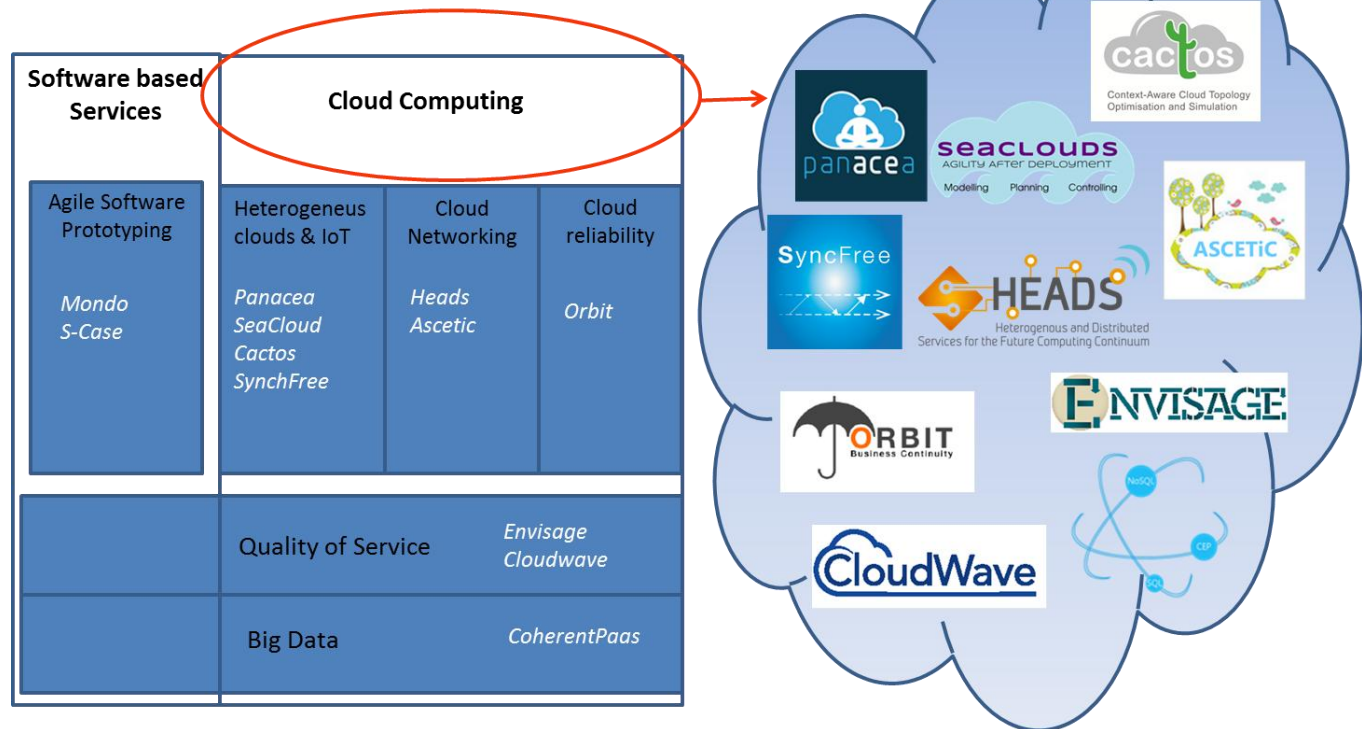 Software based
Services
Cloud Computing
Agile Software
Prototyping
Mondo
S-Case
Heterogeneus
clouds & IoT
Panacea
SeaCloud
Cactos
SynchFree
Cloud
Networking
Heads
Ascetic
Cloud
reliability
Orbit
Quality of Service
Envisage
Cloudwave
Big Data
CoherentPaas
cactos
Context-Aware Cloud Topology
Optimisation and Simulation
panacea
seaclouds
AGILITY AFTER DEPLOYMENT
Modelling Planning Controlling
ASCETiC
SyncFree
HEADS
Heterogenous and Distributed
Services for the Future Computing Continuum
ENVISAGE
ORBIT
Business Continuity
NoSQL
CEP
SQL
CloudWave